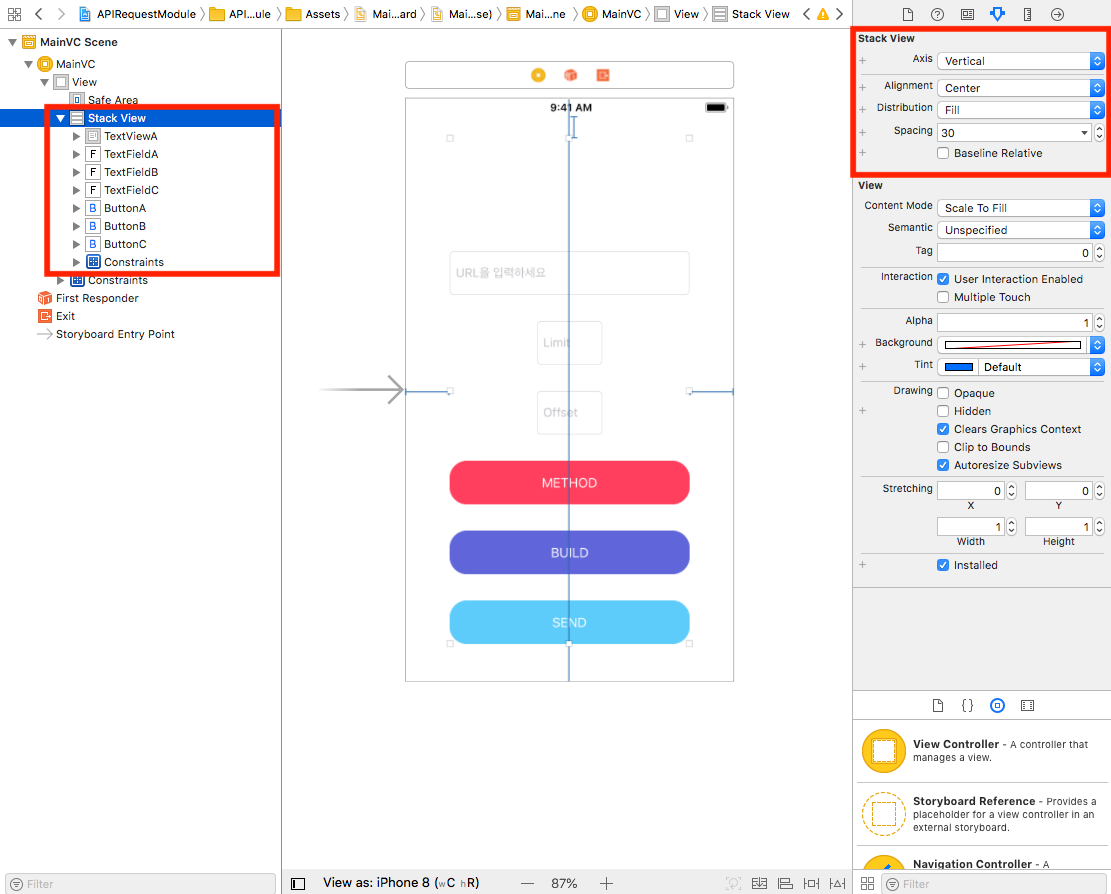 APIRequestModule
API...ule
Assets
Mai...ard
Mai...se)
Mai...ne
MainVC
View
Stack View
MainVC Scene
MainVC
View
Safe Area
Stack View
TextViewA
F TextFieldA
F TextFieldB
F TextFieldC
B ButtonA
B ButtonB
B ButtonC
Constraints
Constraints
First Responder
Exit
Storyboard Entry Point
Filter
9:41 AM
URL을 입력하세요
Limit
Offset
METHOD
BUILD
SEND
View as: iPhone 8 (wC hR)
87%
Stack View
Axis Vertical
Alignment Center
Distribution Fill
Spacing 30
Baseline Relative
View
Content Mode Scale To Fill
Semantic Unspecified
Tag 0
Interaction User Interaction Enabled
Multiple Touch
Alpha 1
Background
Tint Default
Drawing Opaque
Hidden
Clears Graphics Context
Clip to Bounds
Autoresize Subviews
Stretching 0 0
X Y
1 1
Width Height
Installed
View Controller - A controller that
manages a view.
Storyboard Reference - Provides a
placeholder for a view controller in an
external storyboard.
Navigation Controller - A
Filter